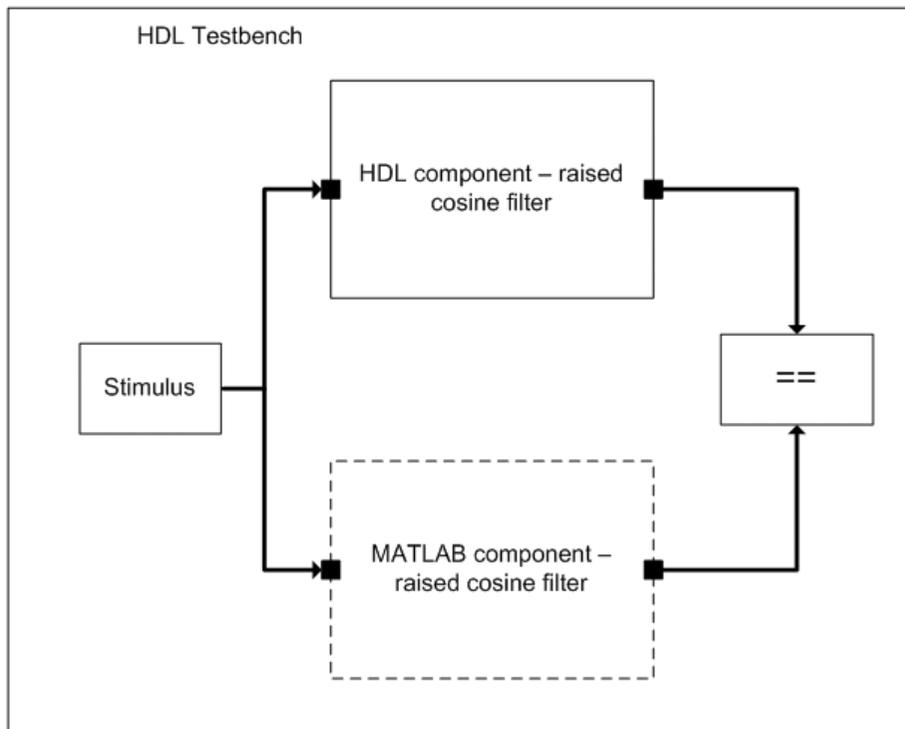 HDL Testbench
HDL component – raised
cosine filter
Stimulus
==
MATLAB component –
raised cosine filter